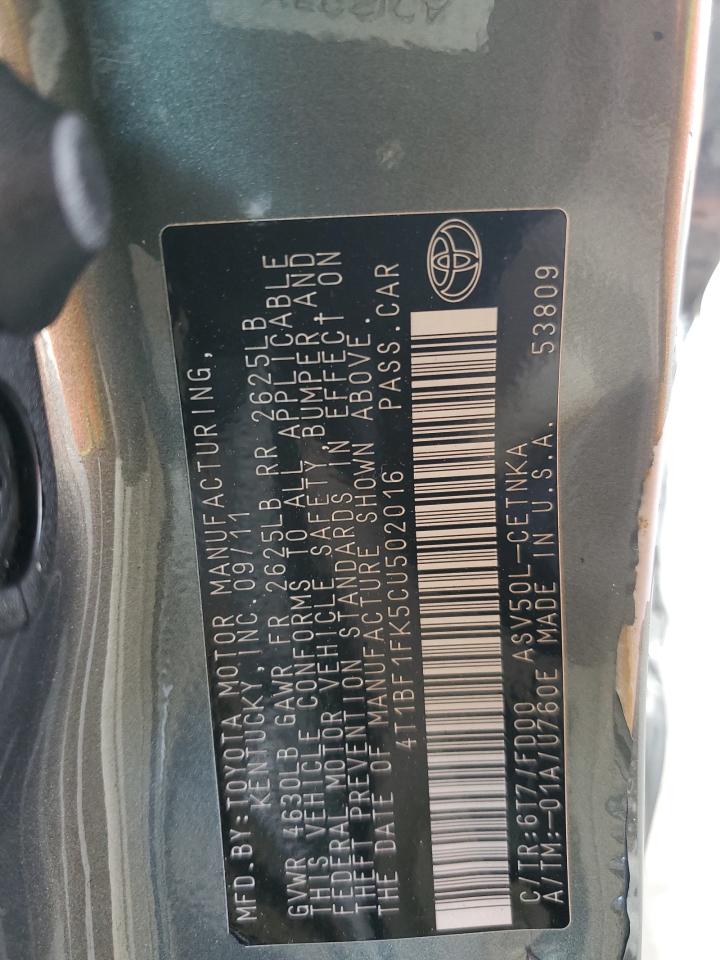 MFD.BY:TOYOTA MOTOR MANUFACTURING,
KENTUCKY,INC.09/11
GVWR 4630LB GAWR FR 2625LB RR 2625LB
THIS VEHICLE CONFORMS TO ALL APPLICABLE
FEDERAL MOTOR VEHICLE SAFETY,BUMPER,AND
THEFT PREVENTION STANDARDS IN EFFECT ON
THE DATE OF MANUFACTURE SHOWN ABOVE.
4T1BF1FK5CU502016 PASS.CAR
C/TR:6T7/FD00 ASV50L-CETNKA 53809
A/TM:-01A/U760E MADE IN U.S.A.